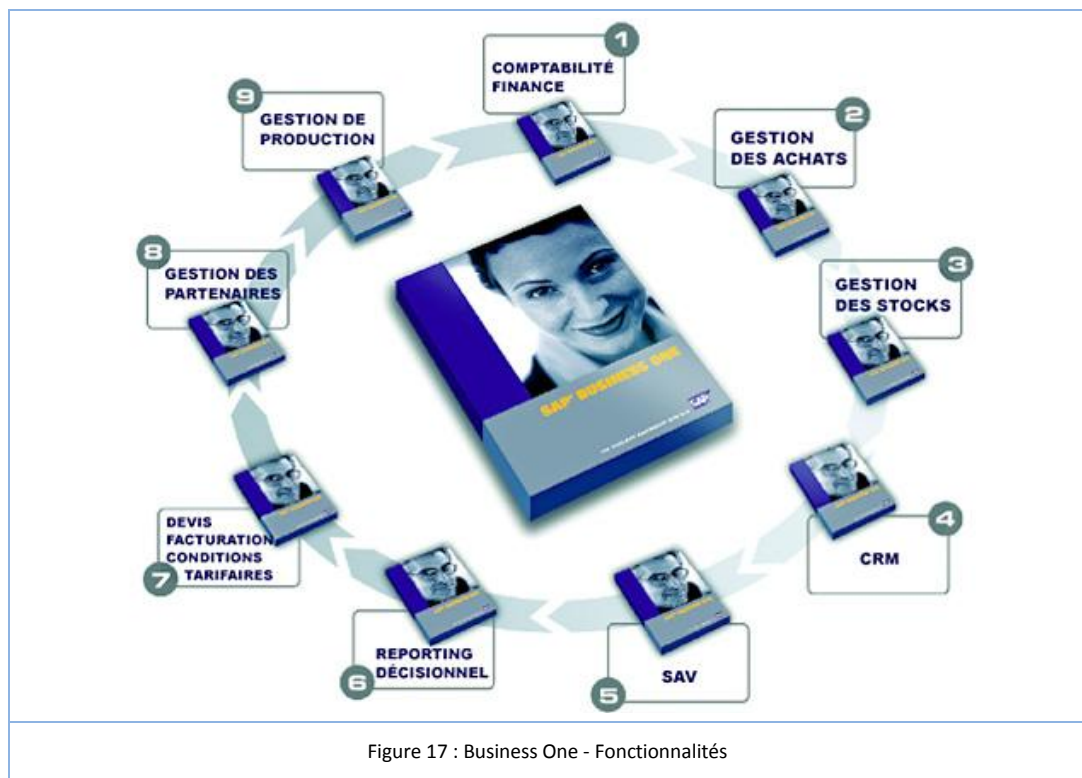 1
COMPTABILITÉ
FINANCE
2
GESTION
DES ACHATS
3
GESTION
DES STOCKS
4
CRM
5
SAV
6
REPORTING
DÉCISIONNEL
7
DEVIS
FACTURATION
CONDITIONS
TARIFAIRES
8
GESTION DES
PARTENAIRES
9
GESTION DE
PRODUCTION
SAP® BUSINESS ONE
SAP
Figure 17 : Business One - Fonctionnalités